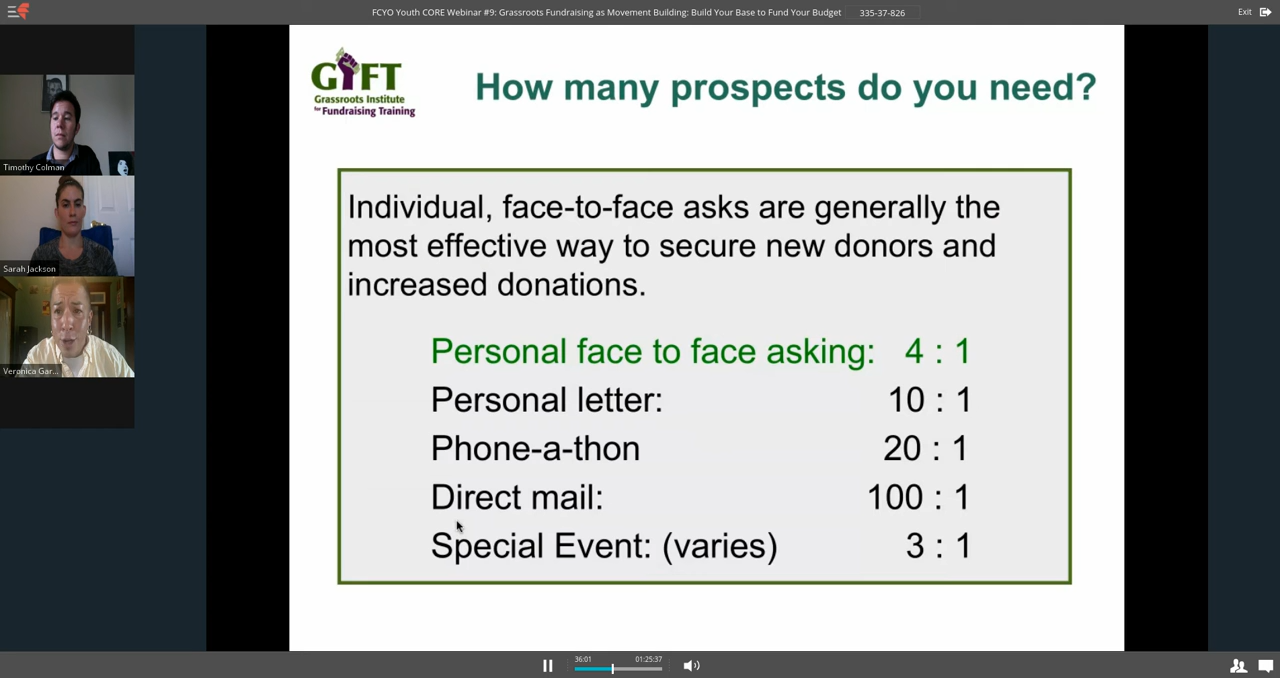 FCYO Youth CORE Webinar #9: Grassroots Fundraising as Movement Building: Build Your Base to Fund Your Budget
335-37-826
Exit
Timothy Colman
Sarah Jackson
Veronica Gar...
GIFT
Grassroots Institute
for Fundraising Training
How many prospects do you need?
Individual, face-to-face asks are generally the
most effective way to secure new donors and
increased donations.
Personal face to face asking: 4 : 1
Personal letter: 10 : 1
Phone-a-thon 20 : 1
Direct mail: 100 : 1
Special Event: (varies) 3 : 1
36:01
01:25:37